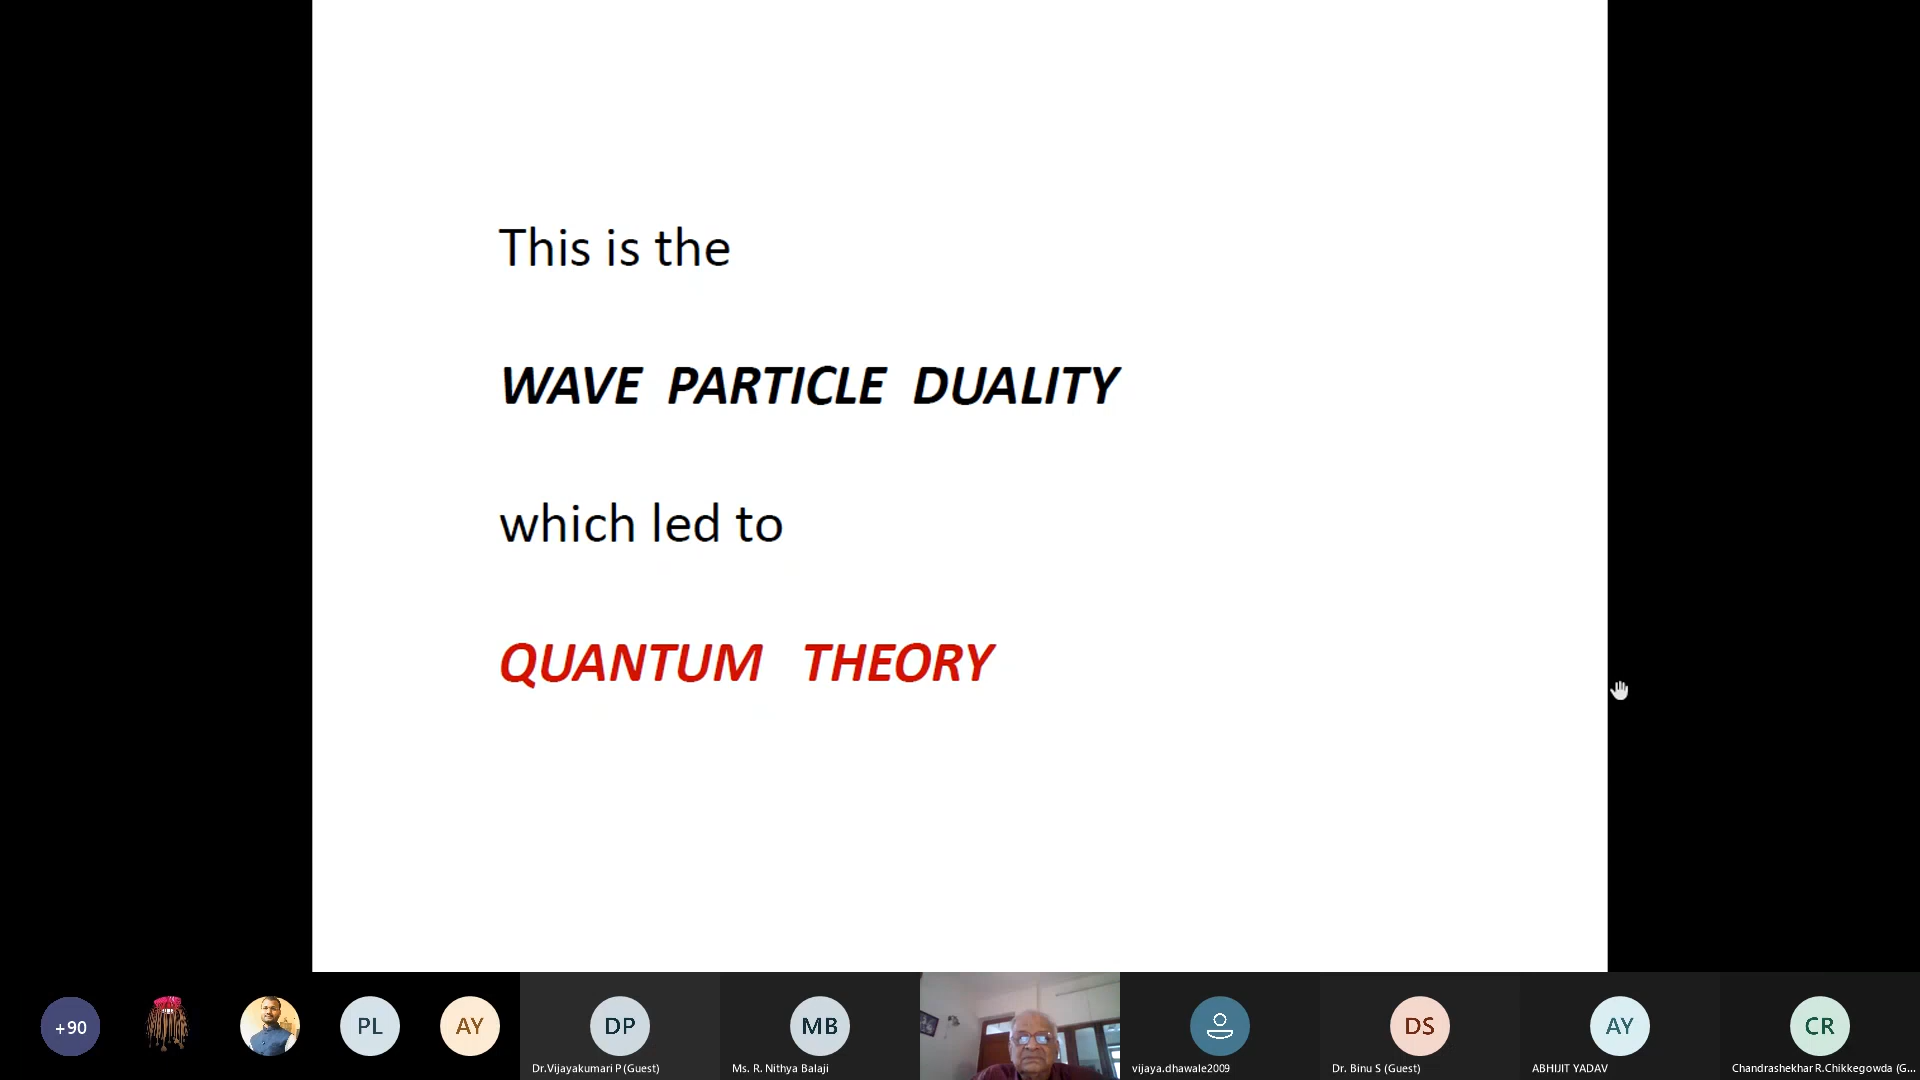 This is the
WAVE PARTICLE DUALITY
which led to
QUANTUM THEORY
+90
PL
AY
DP
Dr.Vijayakumari P (Guest)
MB
Ms. R. Nithya Balaji
vijaya.dhawale2009
DS
Dr. Binu S (Guest)
AY
ABHIJIT YADAV
CR
Chandrashekhar R.Chikkegowda (G...